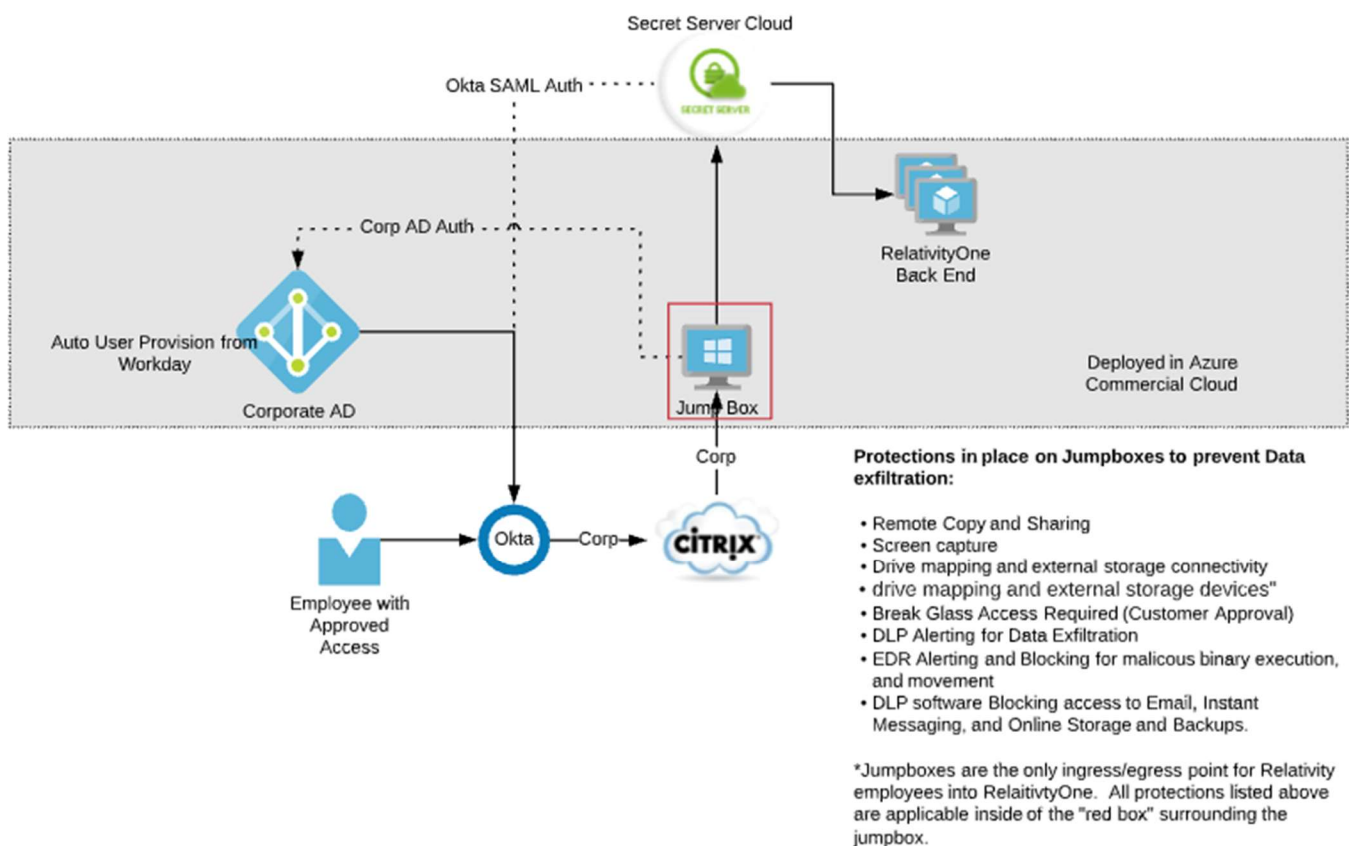 Secret Server Cloud
Okta SAML Auth
SECRET SERVER
Corp AD Auth
RelativityOne
Back End
Auto User Provision from
Workday
Deployed in Azure
Commercial Cloud
Corporate AD
Jump Box
Corp
Okta
Corp
CİTRIX
Employee with
Approved
Access
Protections in place on Jumpboxes to prevent Data
exfiltration:
• Remote Copy and Sharing
• Screen capture
• Drive mapping and external storage connectivity
• drive mapping and external storage devices"
• Break Glass Access Required (Customer Approval)
• DLP Alerting for Data Exfiltration
• EDR Alerting and Blocking for malicous binary execution,
and movement
• DLP software Blocking access to Email, Instant
Messaging, and Online Storage and Backups.
*Jumpboxes are the only ingress/egress point for Relativity
employees into RelaitivtyOne. All protections listed above
are applicable inside of the "red box" surrounding the
jumpbox.